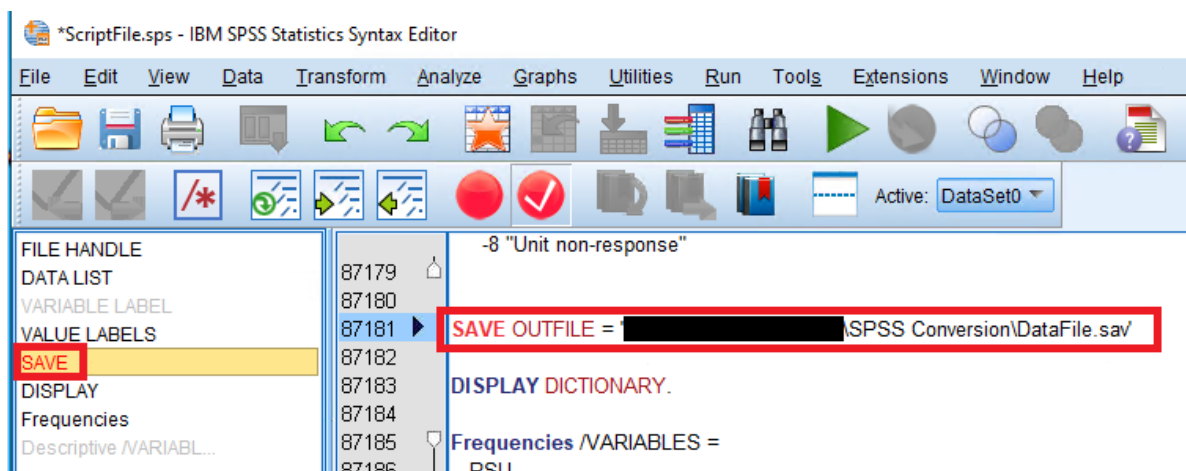 *ScriptFile.sps - IBM SPSS Statistics Syntax Editor
File Edit View Data Transform Analyze Graphs Utilities Run Tools Extensions Window Help
Active: DataSet0
FILE HANDLE
DATA LIST
VARIABLE LABEL
VALUE LABELS
SAVE
DISPLAY
Frequencies
Descriptive /VARIABL...
-8 "Unit non-response"
87179
87180
87181 SAVE OUTFILE = '\SPSS Conversion\DataFile.sav'
87182
87183 DISPLAY DICTIONARY.
87184
87185 Frequencies /VARIABLES =
87186 PSU